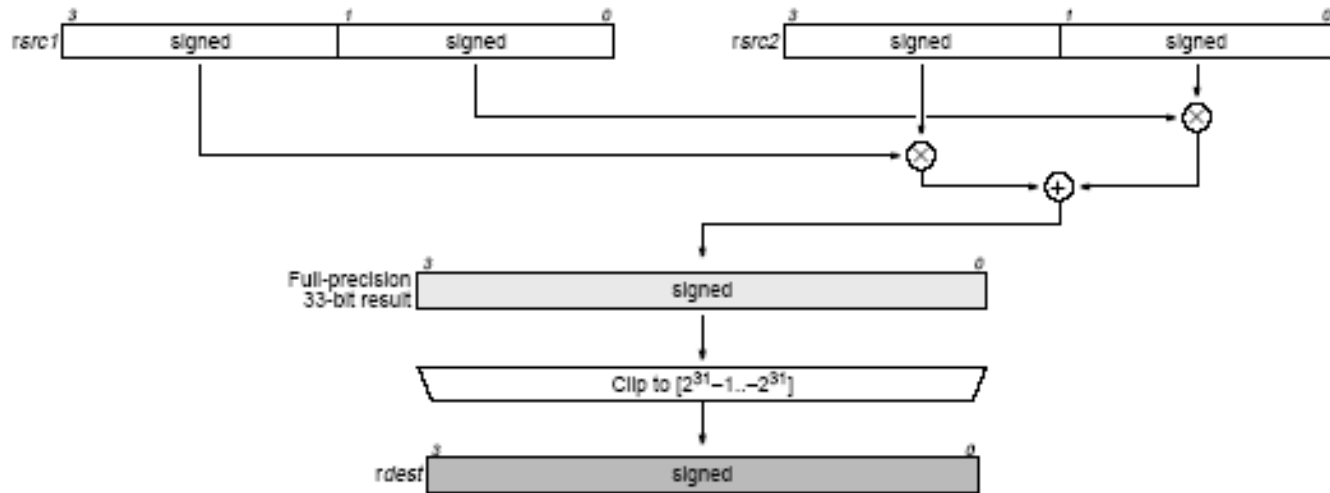 3 1 0 3 1 0
rsrc1 signed signed rsrc2 signed signed
3 0
Full-precision
33-bit result signed
Clip to [2³¹–1..–2³¹]
3 0
rdest signed